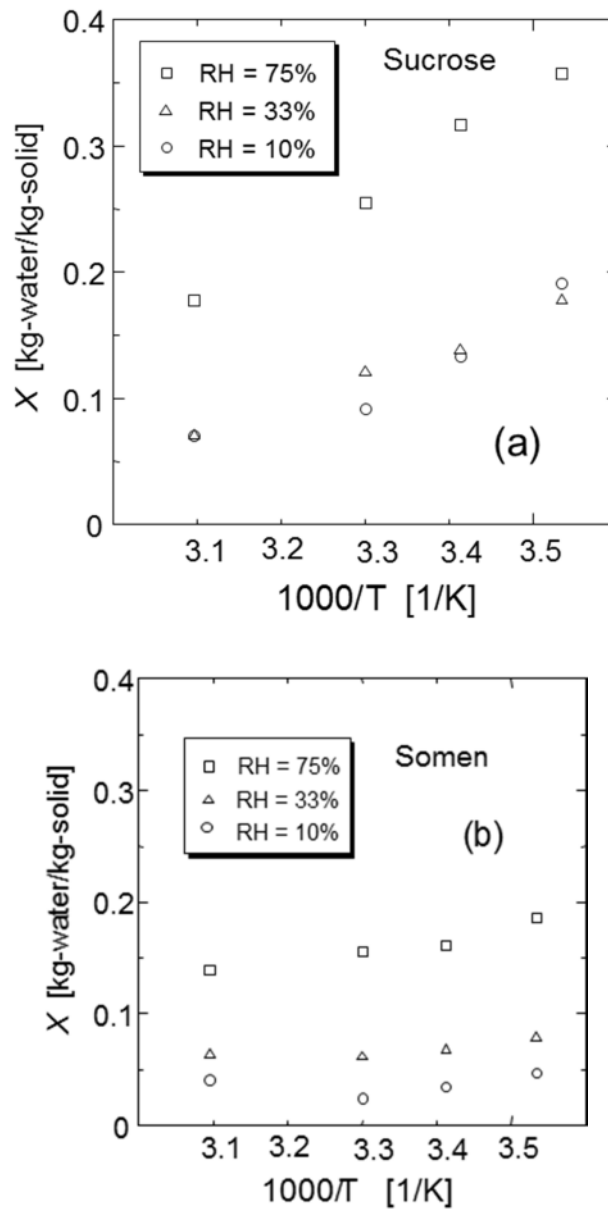 0.4
Sucrose
□ RH = 75%
△ RH = 33%
○ RH = 10%
0.3
0.2
0.1
0
X [kg-water/kg-solid]
(a)
3.1 3.2 3.3 3.4 3.5
1000/T [1/K]
0.4
Somen
□ RH = 75%
△ RH = 33%
○ RH = 10%
(b)
0.3
0.2
0.1
0
X [kg-water/kg-solid]
3.1 3.2 3.3 3.4 3.5
1000/T [1/K]